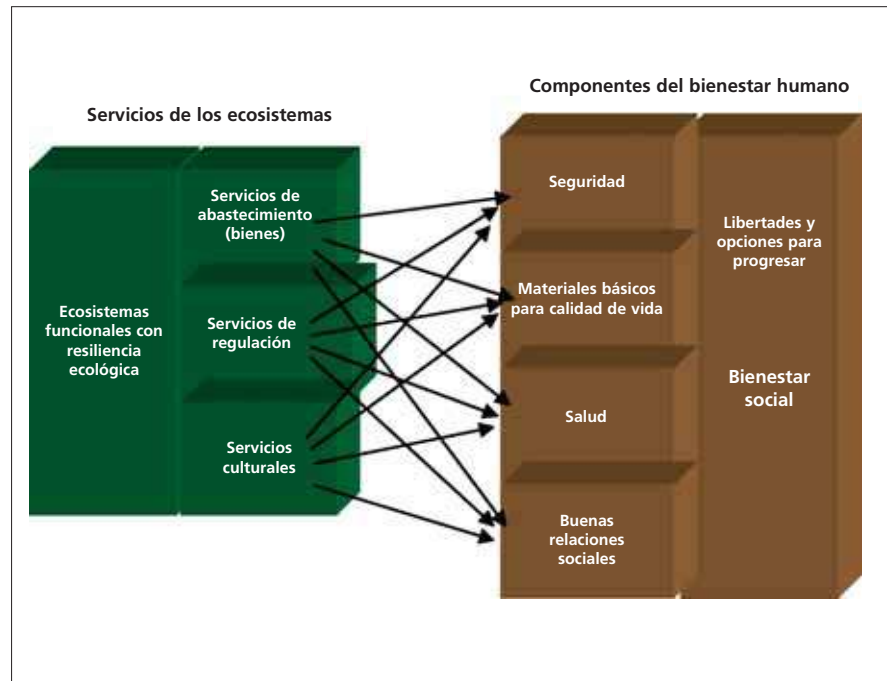 Servicios de los ecosistemas
Ecosistemas
funcionales con
resiliencia
ecológica
Servicios de
abastecimiento
(bienes)
Servicios de
regulación
Servicios
culturales
Componentes del bienestar humano
Seguridad
Materiales básicos
para calidad de vida
Salud
Buenas
relaciones
sociales
Libertades y
opciones para
progresar
Bienestar
social